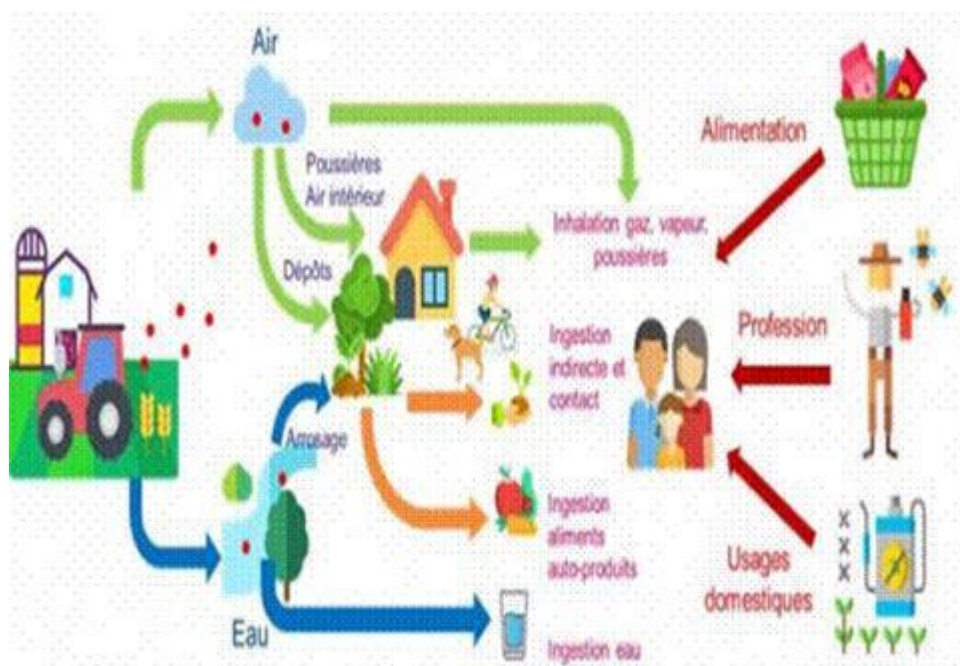 Air
Poussières
Air intérieur
Dépôts
Arrosage
Eau
Inhalation gaz, vapeur,
poussières
Ingestion
indirecte et
contact
Ingestion
aliments
auto-produits
Ingestion eau
Alimentation
Profession
Usages
domestiques